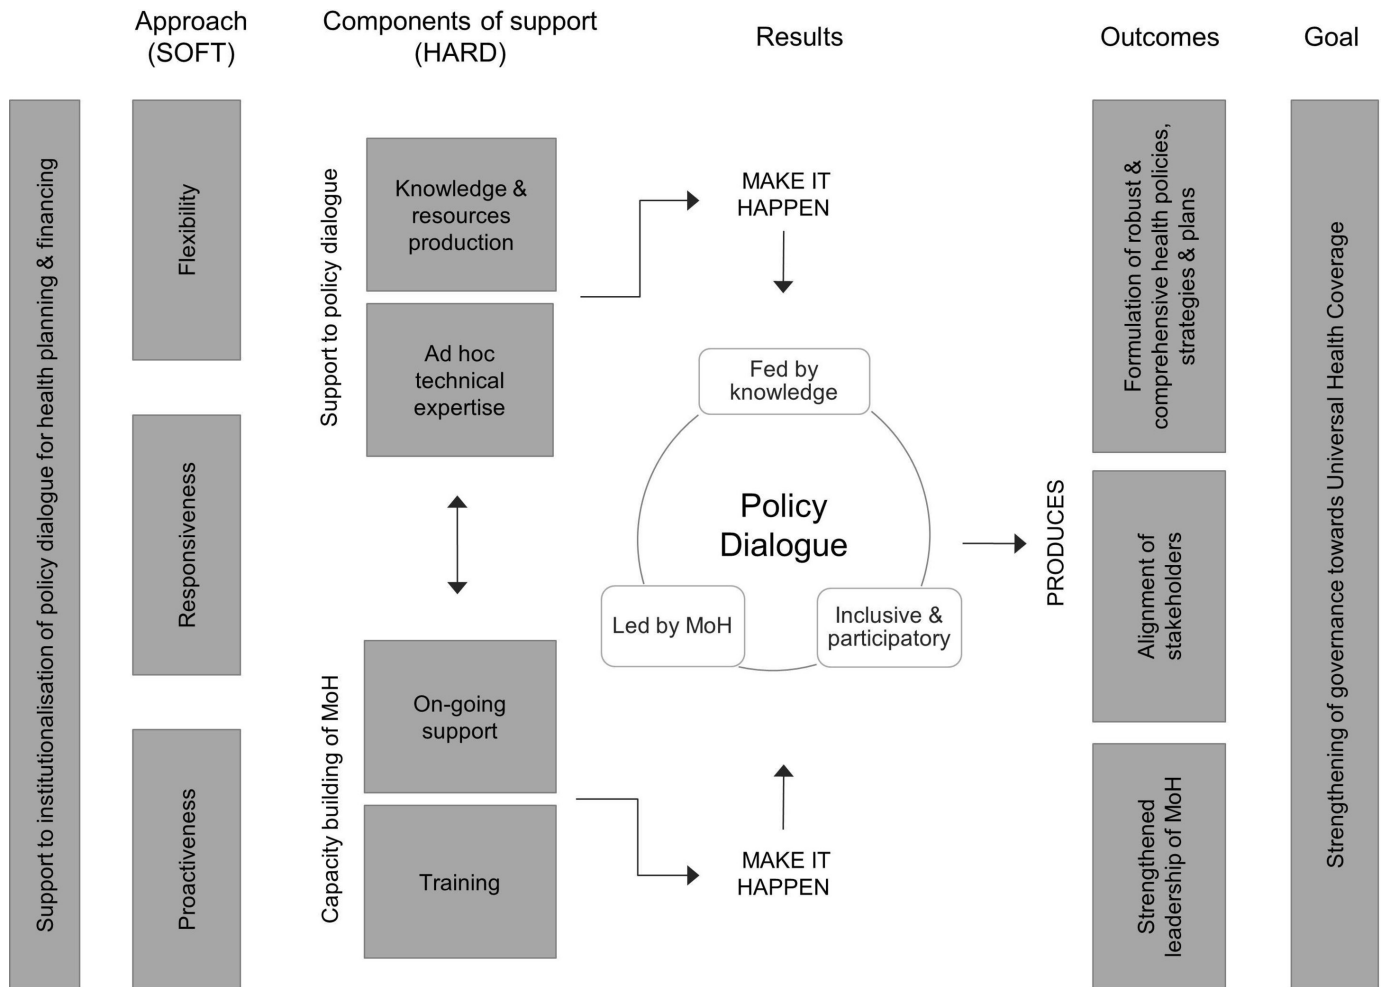 Approach
(SOFT)
Components of support
(HARD)
Results
Outcomes
Goal
Support to institutionalisation of policy dialogue for health planning & financing
Flexibility
Responsiveness
Proactiveness
Support to policy dialogue
Knowledge &
resources
production
Ad hoc
technical
expertise
Capacity building of MoH
On-going
support
Training
MAKE IT
HAPPEN
Fed by
knowledge
Policy
Dialogue
Led by MoH
Inclusive &
participatory
MAKE IT
HAPPEN
PRODUCES
Formulation of robust &
comprehensive health policies,
strategies & plans
Alignment of
stakeholders
Strengthened
leadership of MoH
Strengthening of governance towards Universal Health Coverage